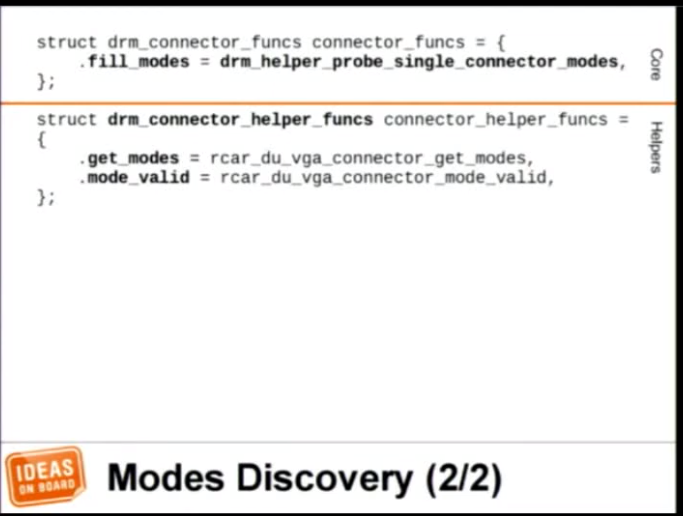 struct drm_connector_funcs connector_funcs = {
.fill_modes = drm_helper_probe_single_connector_modes,
};
Core
struct drm_connector_helper_funcs connector_helper_funcs =
{
.get_modes = rcar_du_vga_connector_get_modes,
.mode_valid = rcar_du_vga_connector_mode_valid,
};
Helpers
IDEAS
ON BOARD
Modes Discovery (2/2)